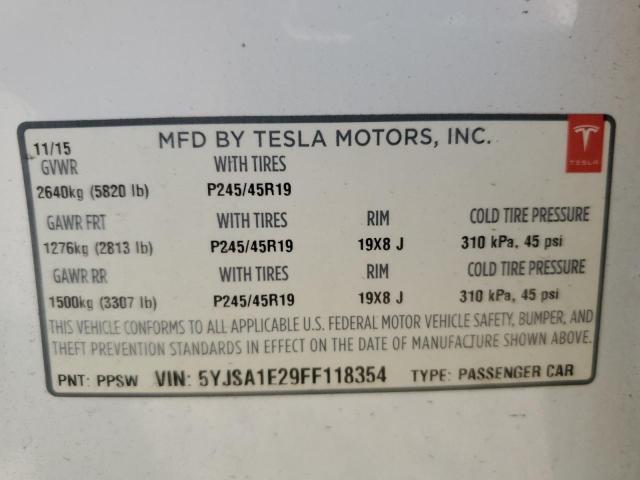 11/15 MFD BY TESLA MOTORS, INC.
TESLA
GVWR WITH TIRES
2640kg (5820 lb) P245/45R19
GAWR FRT WITH TIRES RIM COLD TIRE PRESSURE
1276kg (2813 lb) P245/45R19 19X8 J 310 kPa, 45 psi
GAWR RR WITH TIRES RIM COLD TIRE PRESSURE
1500kg (3307 lb) P245/45R19 19X8 J 310 kPa, 45 psi
THIS VEHICLE CONFORMS TO ALL APPLICABLE U.S. FEDERAL MOTOR VEHICLE SAFETY, BUMPER, AND
THEFT PREVENTION STANDARDS IN EFFECT ON THE DATE OF MANUFACTURE SHOWN ABOVE.
PNT: PPSW VIN: 5YJSA1E29FF118354 TYPE: PASSENGER CAR